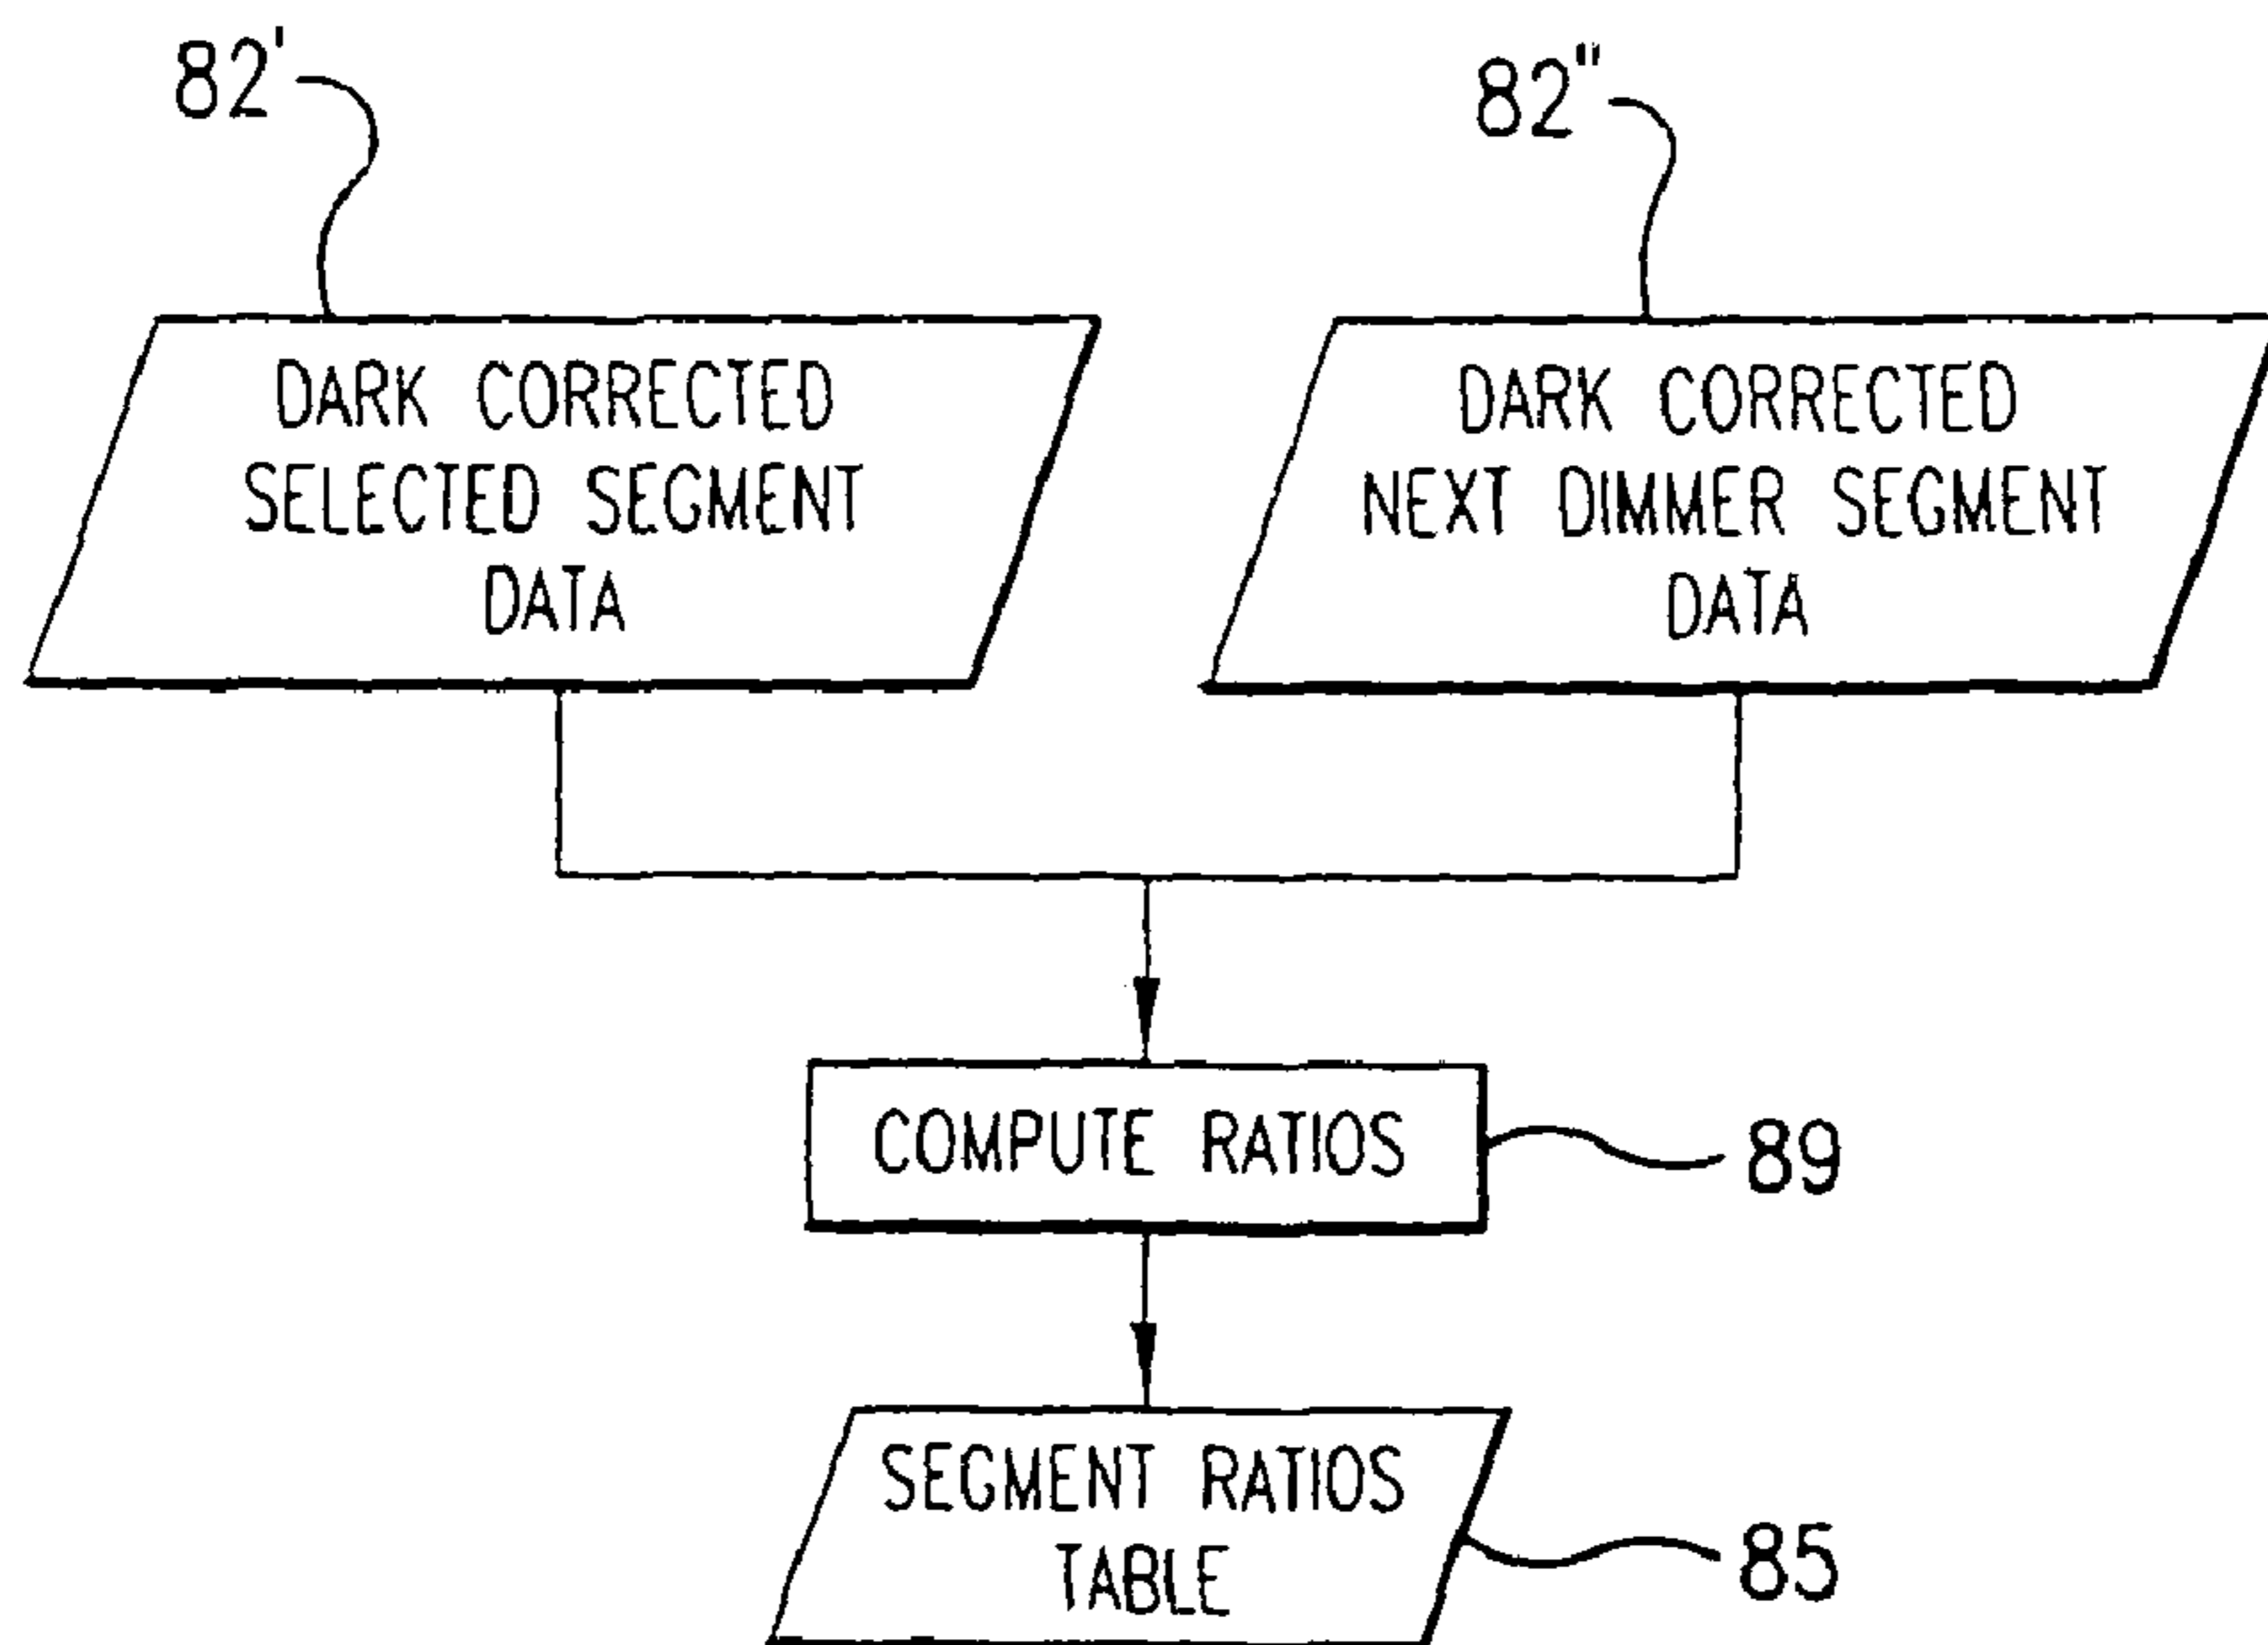 82'
82"
DARK CORRECTED
SELECTED SEGMENT
DATA
DARK CORRECTED
NEXT DIMMER SEGMENT
DATA
COMPUTE RATIOS
89
SEGMENT RATIOS
TABLE
85